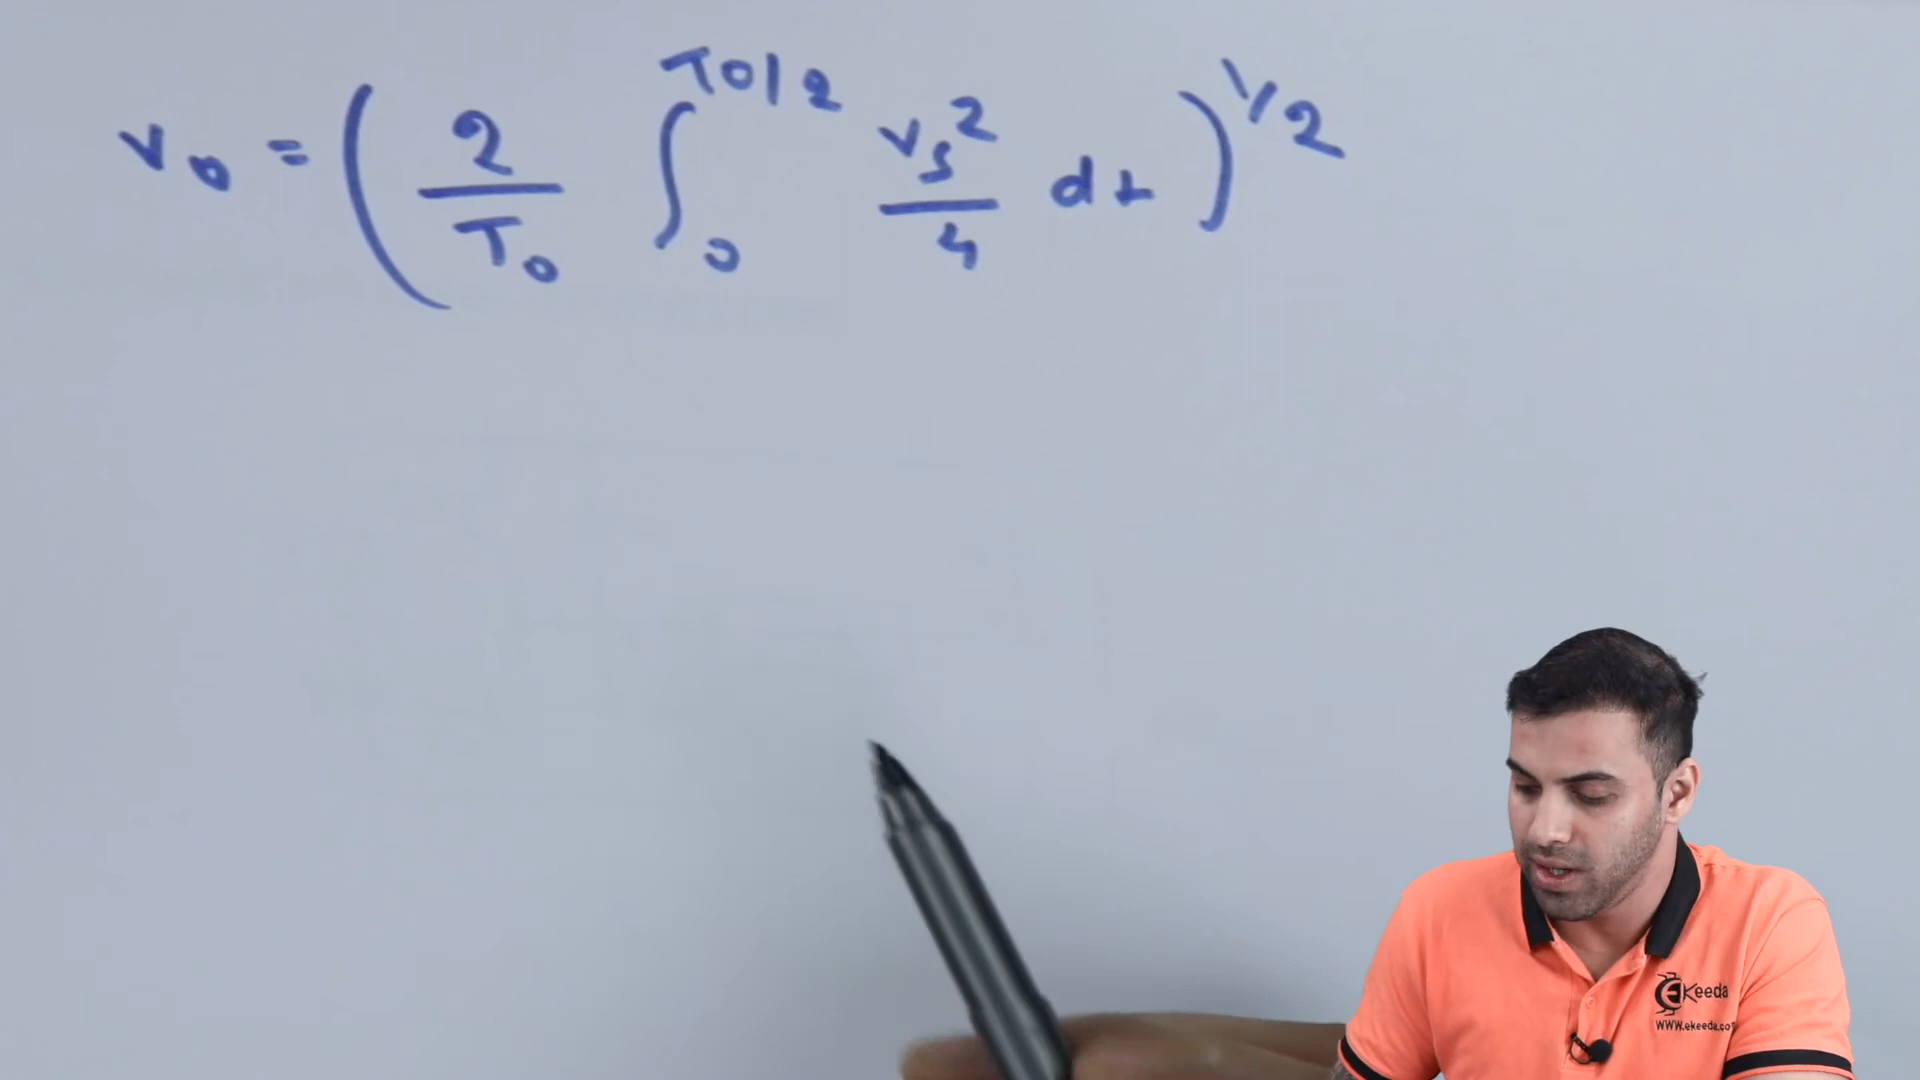 v₀ = ( 2/T₀ ∫₀^T0/2 vs²/4 dt )^1/2
EKeeda
www.ekeeda.co